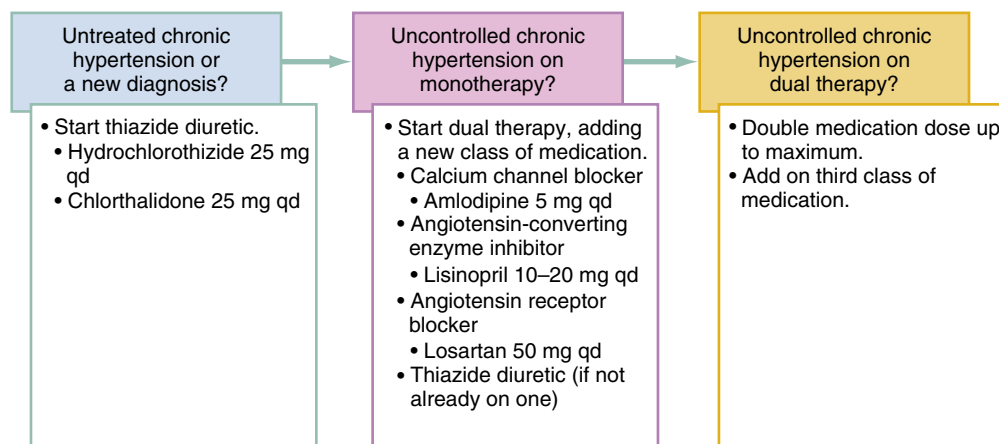 Untreated chronic
hypertension or
a new diagnosis?
• Start thiazide diuretic.
• Hydrochlorothizide 25 mg
qd
• Chlorthalidone 25 mg qd
Uncontrolled chronic
hypertension on
monotherapy?
• Start dual therapy, adding
a new class of medication.
• Calcium channel blocker
• Amlodipine 5 mg qd
• Angiotensin-converting
enzyme inhibitor
• Lisinopril 10–20 mg qd
• Angiotensin receptor
blocker
• Losartan 50 mg qd
• Thiazide diuretic (if not
already on one)
Uncontrolled chronic
hypertension on
dual therapy?
• Double medication dose up
to maximum.
• Add on third class of
medication.